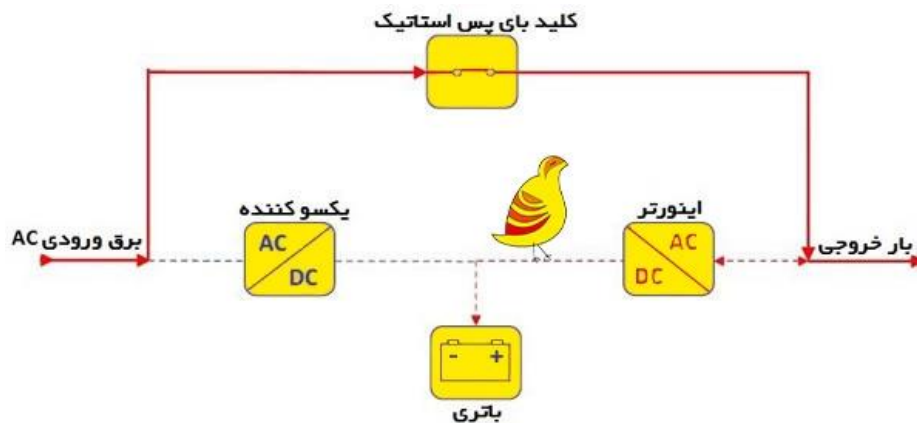 کلید بای پس استاتیک
برق ورودی AC
یکسو کننده
AC
DC
اینورتر
AC
DC
بار خروجی
- +
باتری